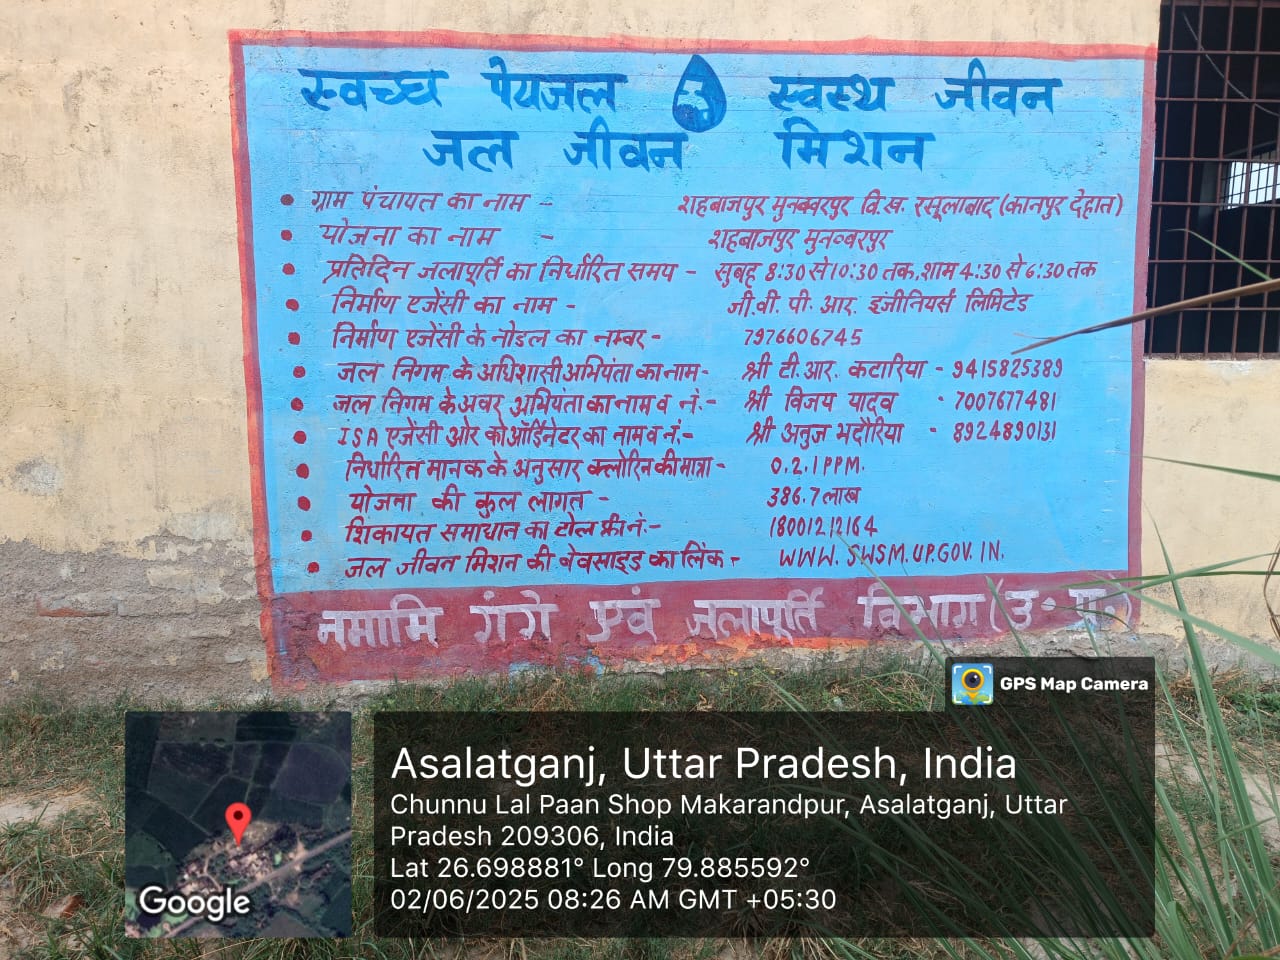 स्वच्छ पेयजल स्वस्थ जीवन
जल जीवन मिशन
• ग्राम पंचायत का नाम - शहबाजपुर मुनव्वरपुर वि.ख. रसूलाबाद (कानपुर देहात)
• योजना का नाम - शहबाजपुर मुनव्वरपुर
• प्रतिदिन जलापूर्ति का निर्धारित समय - सुबह 8:30 से 10:30 तक, शाम 4:30 से 6:30 तक
• निर्माण एजेंसी का नाम - जी.वी. पी. आर. इंजीनियर्स लिमिटेड
• निर्माण एजेंसी के नोडल का नम्बर - 7976606745
• जल निगम के अधिशासी अभियंता का नाम - श्री टी. आर. कटारिया - 9415825389
• जल निगम के अवर अभियंता का नाम व नं.- श्री विजय यादव - 7007677481
• ISA एजेंसी ओर कोऑर्डिनेटर का नाम व नं.- श्री अनुज भदौरिया - 8924890131
• निर्धारित मानक के अनुसार क्लोरिन की मात्रा - 0.2.1 PPM.
• योजना की कुल लागत - 386.7 लाख
• शिकायत समाधान का टोल फ्री नं.- 18001212164
• जल जीवन मिशन की वेवसाइड का लिंक - WWW. SWSM.UP.GOV. IN.
नमामि गंगे एवं जलापूर्ति विभाग (उ॰ प्र॰)
GPS Map Camera
Asalatganj, Uttar Pradesh, India
Chunnu Lal Paan Shop Makarandpur, Asalatganj, Uttar
Pradesh 209306, India
Lat 26.698881° Long 79.885592°
02/06/2025 08:26 AM GMT +05:30
Google